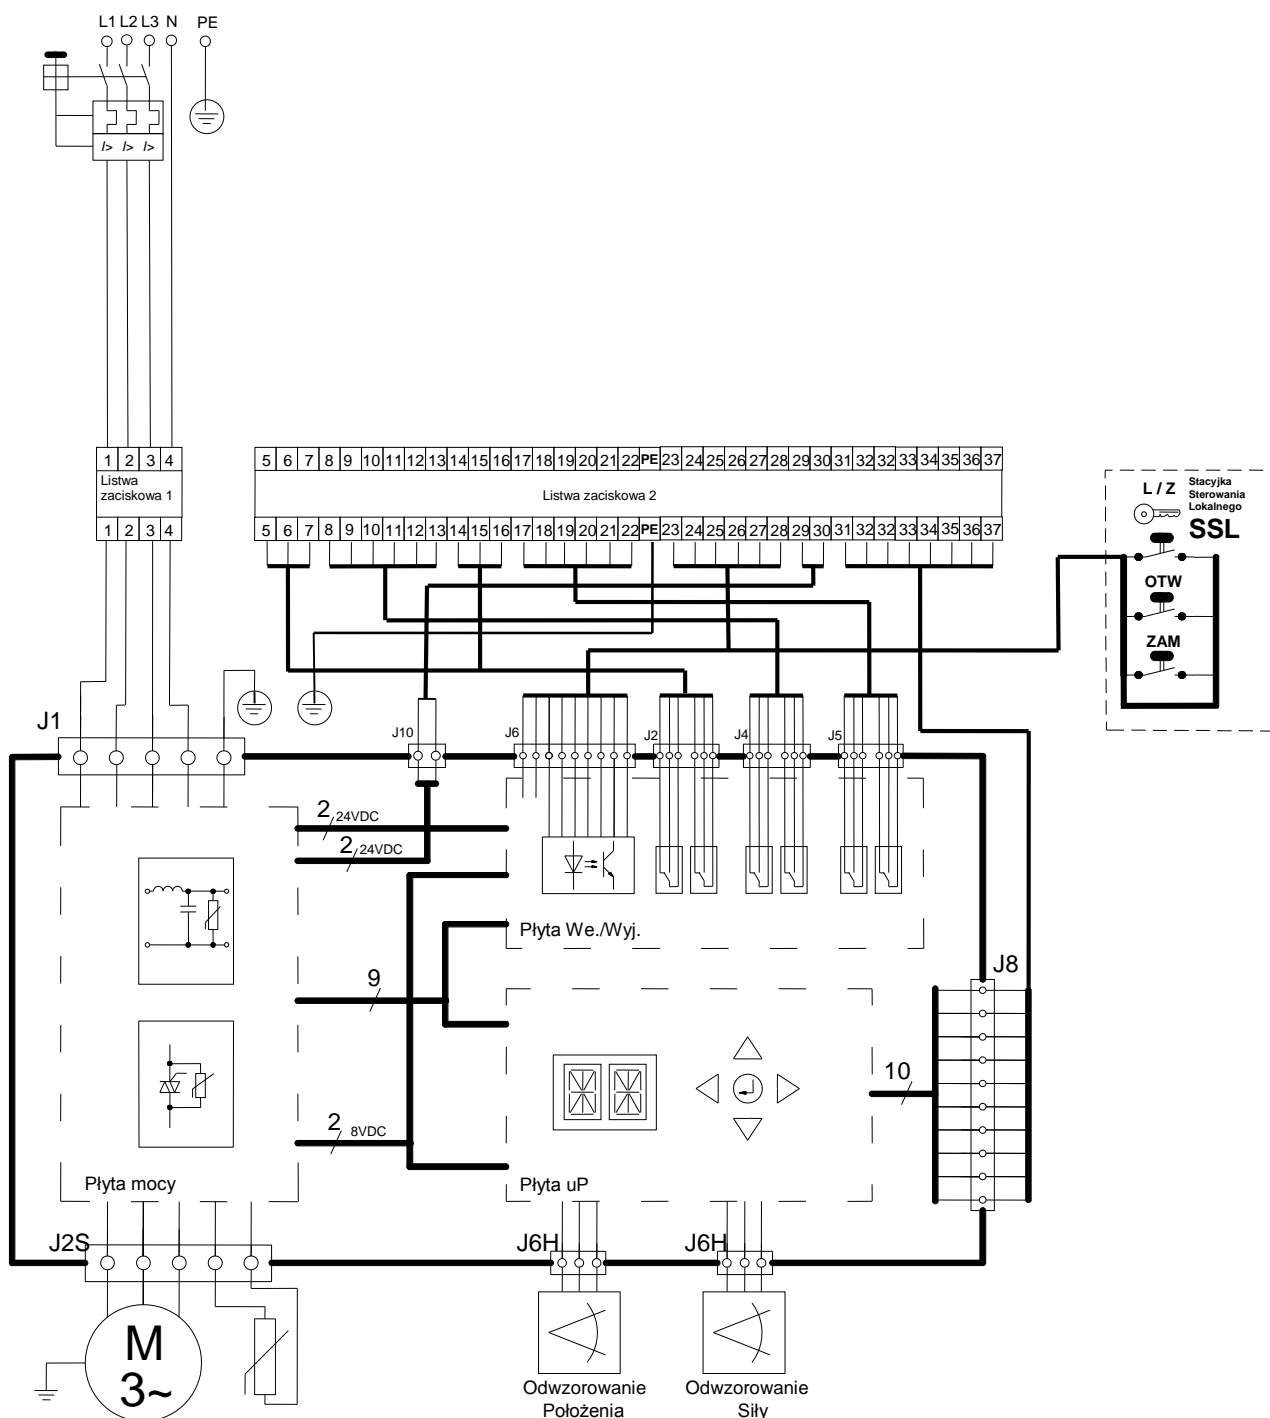 L1 L2 L3 N PE
I> I> I>
1 2 3 4
Listwa
zaciskowa 1
1 2 3 4
5 6 7 8 9 10 11 12 13 14 15 16 17 18 19 20 21 22 PE 23 24 25 26 27 28 29 30 31 32 32 33 34 35 36 37
Listwa zaciskowa 2
5 6 7 8 9 10 11 12 13 14 15 16 17 18 19 20 21 22 PE 23 24 25 26 27 28 29 30 31 32 32 33 34 35 36 37
L / Z
Stacyjka
Sterowania
Lokalnego
SSL
OTW
ZAM
J1
J10
J6
J2
J4
J5
2 24VDC
2 24VDC
Płyta We./Wyj.
J8
9
10
2 8VDC
Płyta mocy
Płyta uP
J2S
J6H
J6H
M
3~
Odwzorowanie
Położenia
Odwzorowanie
Siły